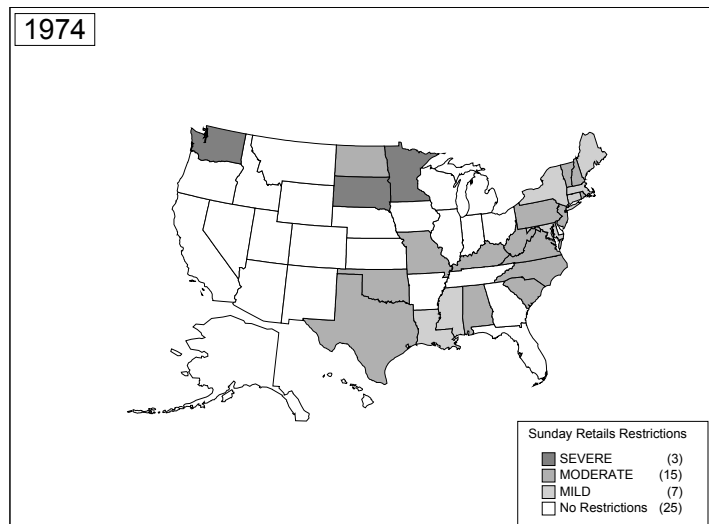 1974
Sunday Retails Restrictions
SEVERE (3)
MODERATE (15)
MILD (7)
No Restrictions (25)